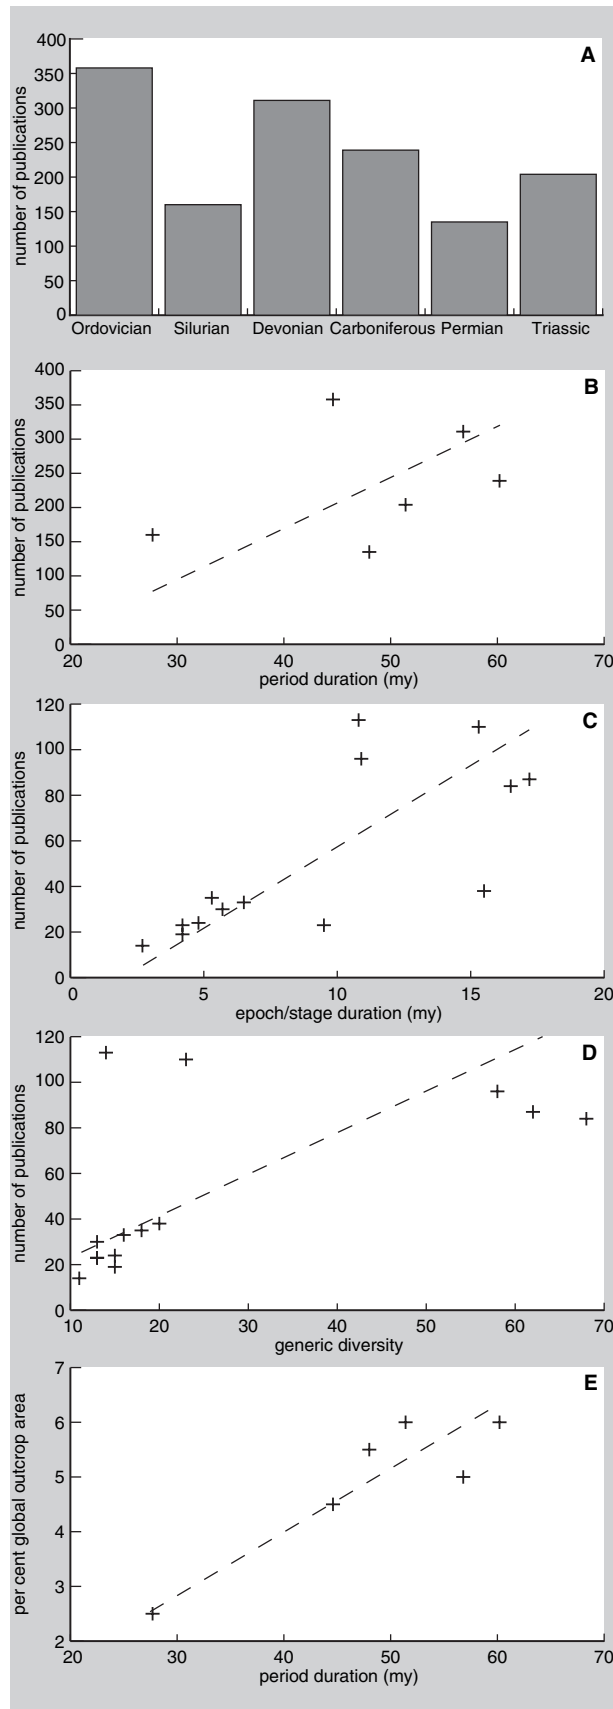 A
400
350
300
250
200
150
100
50
0
number of publications
Ordovician Silurian Devonian Carboniferous Permian Triassic
B
400
350
300
250
200
150
100
50
0
number of publications
20 30 40 50 60 70
period duration (my)
C
120
100
80
60
40
20
0
number of publications
0 5 10 15 20
epoch/stage duration (my)
D
120
100
80
60
40
20
0
number of publications
10 20 30 40 50 60 70
generic diversity
E
7
6
5
4
3
2
per cent global outcrop area
20 30 40 50 60 70
period duration (my)